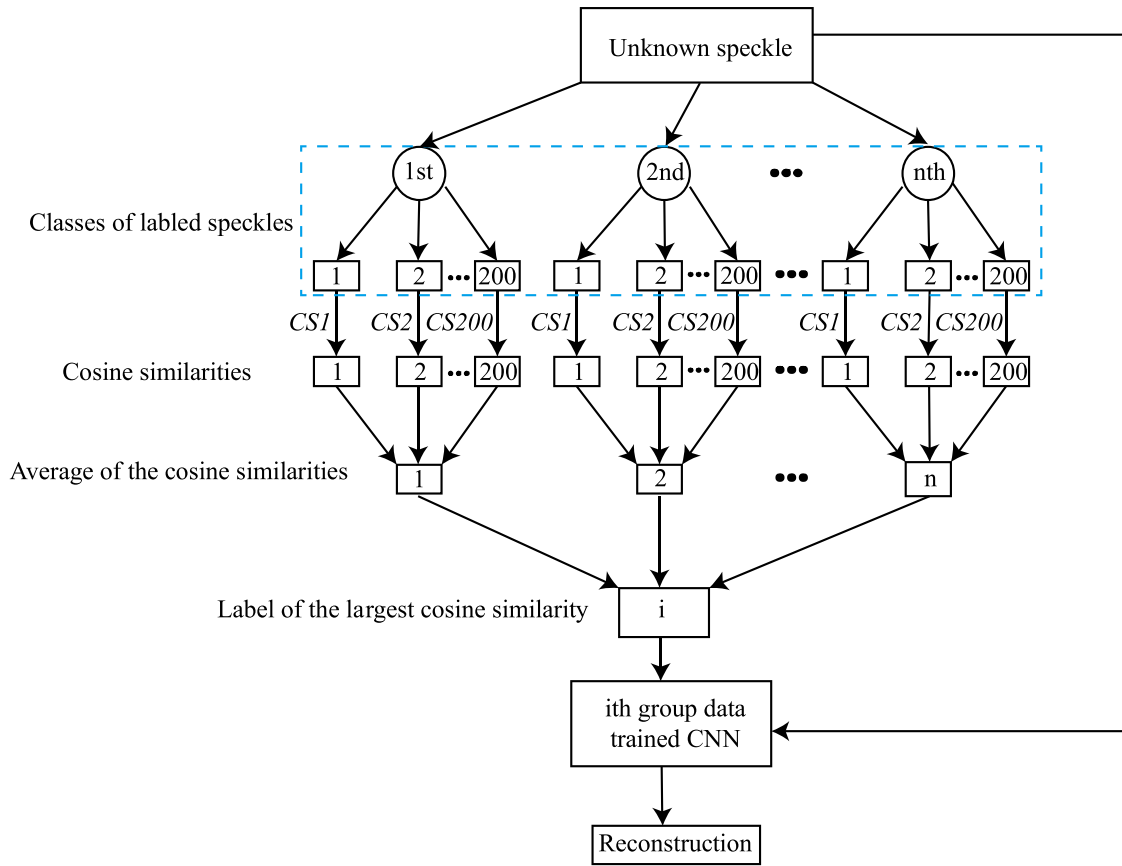 Unknown speckle
1st 2nd ••• nth
Classes of labled speckles
1 2 ••• 200 1 2 ••• 200 ••• 1 2 ••• 200
CS1 CS2 CS200 CS1 CS2 CS200 CS1 CS2 CS200
Cosine similarities 1 2 ••• 200 1 2 ••• 200 ••• 1 2 ••• 200
Average of the cosine similarities 1 2 ••• n
Label of the largest cosine similarity i
ith group data
trained CNN
Reconstruction